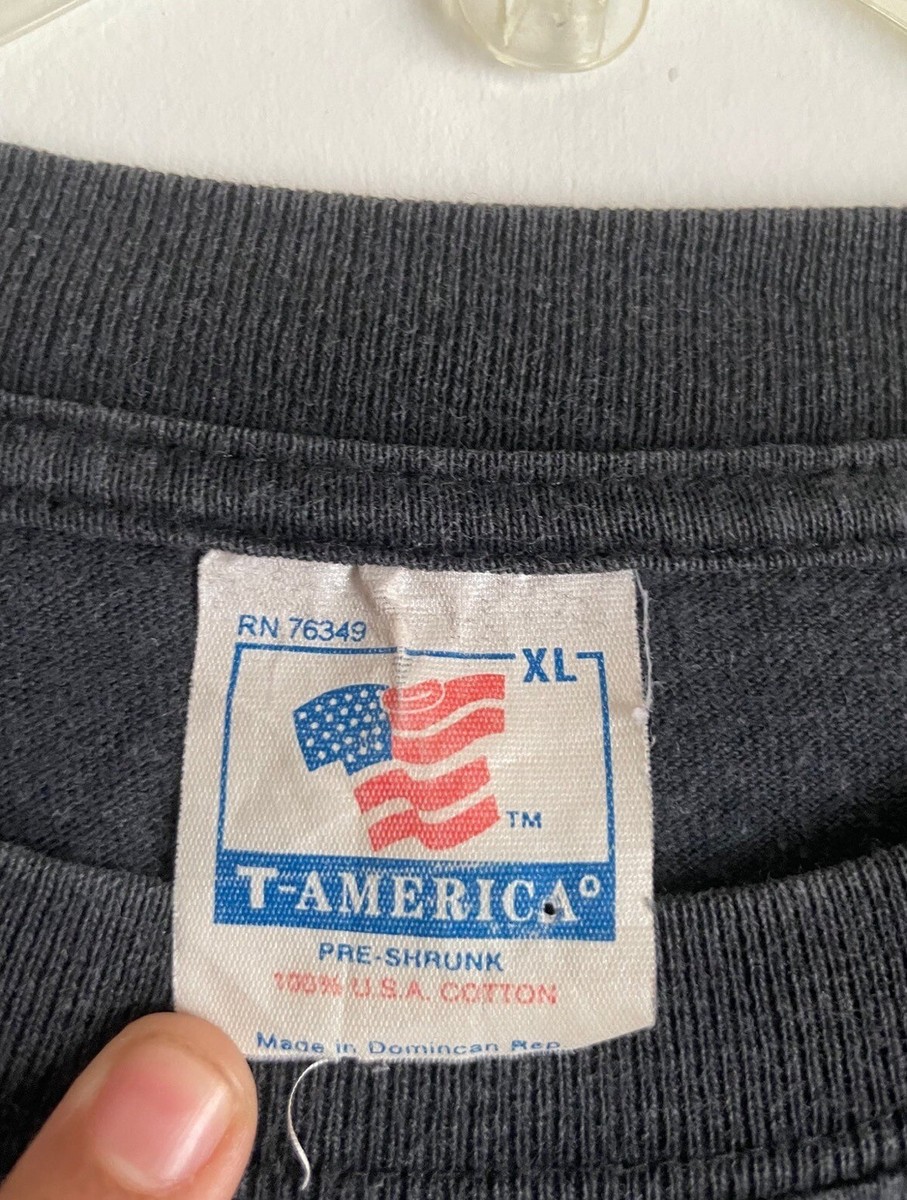 RN 76349
XL
TM
T-AMERICA®
PRE-SHRUNK
100% U.S.A. COTTON
Made in Domincan Rep